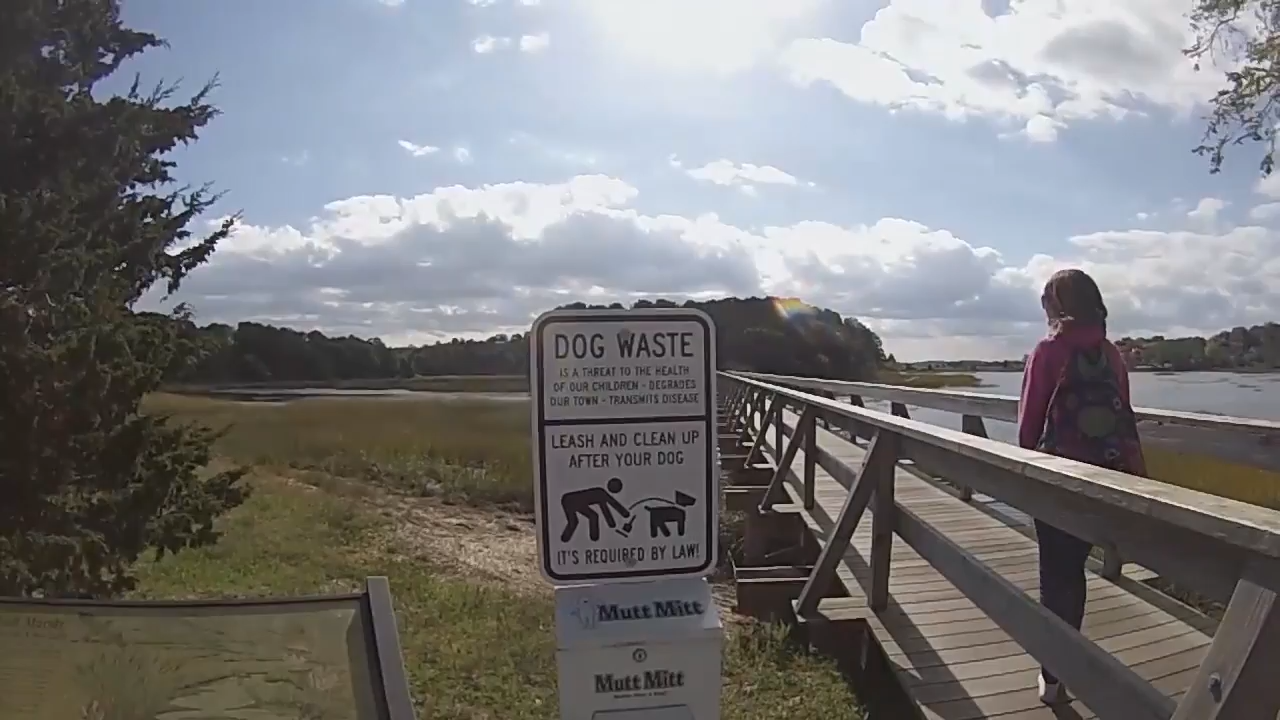 DOG WASTE
IS A THREAT TO THE HEALTH
OF OUR CHILDREN - DEGRADES
OUR TOWN - TRANSMITS DISEASE
LEASH AND CLEAN UP
AFTER YOUR DOG
IT'S REQUIRED BY LAW!
Mutt Mitt
Mutt Mitt